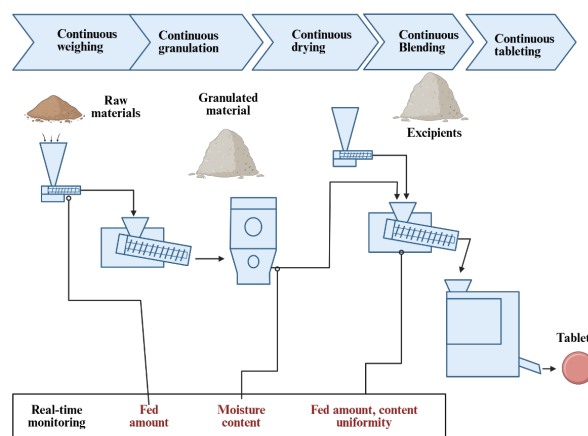 Continuous
weighing
Continuous
granulation
Continuous
drying
Continuous
Blending
Continuous
tableting
Raw
materials
Granulated
material
Excipients
Tablet
Real-time
monitoring
Fed
amount
Moisture
content
Fed amount, content
uniformity